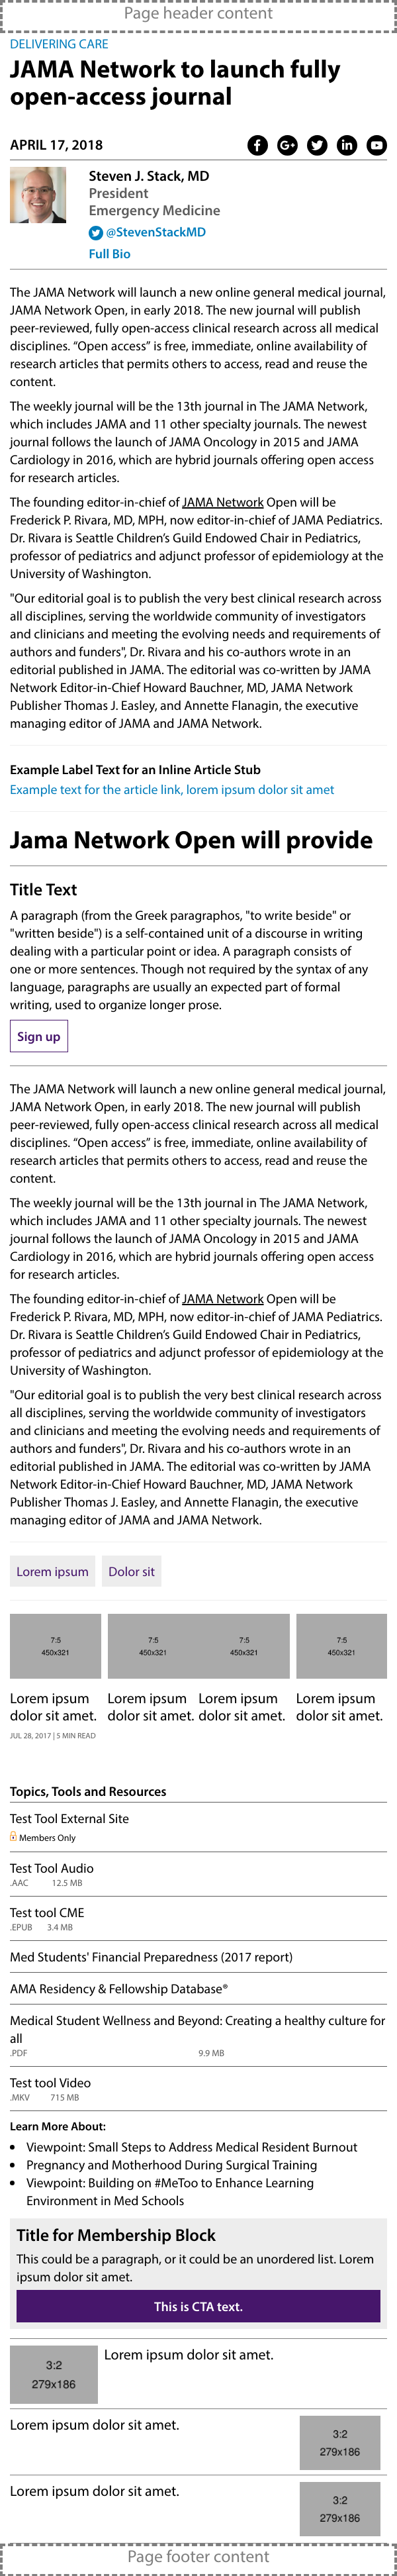 Page header content
DELIVERING CARE
JAMA Network to launch fully
open-access journal
APRIL 17, 2018
Steven J. Stack, MD
President
Emergency Medicine
@StevenStackMD
Full Bio
The JAMA Network will launch a new online general medical journal,
JAMA Network Open, in early 2018. The new journal will publish
peer-reviewed, fully open-access clinical research across all medical
disciplines. “Open access” is free, immediate, online availability of
research articles that permits others to access, read and reuse the
content.
The weekly journal will be the 13th journal in The JAMA Network,
which includes JAMA and 11 other specialty journals. The newest
journal follows the launch of JAMA Oncology in 2015 and JAMA
Cardiology in 2016, which are hybrid journals offering open access
for research articles.
The founding editor-in-chief of JAMA Network Open will be
Frederick P. Rivara, MD, MPH, now editor-in-chief of JAMA Pediatrics.
Dr. Rivara is Seattle Children’s Guild Endowed Chair in Pediatrics,
professor of pediatrics and adjunct professor of epidemiology at the
University of Washington.
"Our editorial goal is to publish the very best clinical research across
all disciplines, serving the worldwide community of investigators
and clinicians and meeting the evolving needs and requirements of
authors and funders", Dr. Rivara and his co-authors wrote in an
editorial published in JAMA. The editorial was co-written by JAMA
Network Editor-in-Chief Howard Bauchner, MD, JAMA Network
Publisher Thomas J. Easley, and Annette Flanagin, the executive
managing editor of JAMA and JAMA Network.
Example Label Text for an Inline Article Stub
Example text for the article link, lorem ipsum dolor sit amet
Jama Network Open will provide
Title Text
A paragraph (from the Greek paragraphos, "to write beside" or
"written beside") is a self-contained unit of a discourse in writing
dealing with a particular point or idea. A paragraph consists of
one or more sentences. Though not required by the syntax of any
language, paragraphs are usually an expected part of formal
writing, used to organize longer prose.
Sign up
The JAMA Network will launch a new online general medical journal,
JAMA Network Open, in early 2018. The new journal will publish
peer-reviewed, fully open-access clinical research across all medical
disciplines. “Open access” is free, immediate, online availability of
research articles that permits others to access, read and reuse the
content.
The weekly journal will be the 13th journal in The JAMA Network,
which includes JAMA and 11 other specialty journals. The newest
journal follows the launch of JAMA Oncology in 2015 and JAMA
Cardiology in 2016, which are hybrid journals offering open access
for research articles.
The founding editor-in-chief of JAMA Network Open will be
Frederick P. Rivara, MD, MPH, now editor-in-chief of JAMA Pediatrics.
Dr. Rivara is Seattle Children’s Guild Endowed Chair in Pediatrics,
professor of pediatrics and adjunct professor of epidemiology at the
University of Washington.
"Our editorial goal is to publish the very best clinical research across
all disciplines, serving the worldwide community of investigators
and clinicians and meeting the evolving needs and requirements of
authors and funders", Dr. Rivara and his co-authors wrote in an
editorial published in JAMA. The editorial was co-written by JAMA
Network Editor-in-Chief Howard Bauchner, MD, JAMA Network
Publisher Thomas J. Easley, and Annette Flanagin, the executive
managing editor of JAMA and JAMA Network.
Lorem ipsum Dolor sit
7:5 7:5 7:5 7:5
450x321 450x321 450x321 450x321
Lorem ipsum Lorem ipsum Lorem ipsum Lorem ipsum
dolor sit amet. dolor sit amet. dolor sit amet. dolor sit amet.
JUL 28, 2017 | 5 MIN READ
Topics, Tools and Resources
Test Tool External Site
Members Only
Test Tool Audio
.AAC 12.5 MB
Test tool CME
.EPUB 3.4 MB
Med Students' Financial Preparedness (2017 report)
AMA Residency & Fellowship Database®
Medical Student Wellness and Beyond: Creating a healthy culture for
all
.PDF 9.9 MB
Test tool Video
.MKV 715 MB
Learn More About:
Viewpoint: Small Steps to Address Medical Resident Burnout
Pregnancy and Motherhood During Surgical Training
Viewpoint: Building on #MeToo to Enhance Learning
Environment in Med Schools
Title for Membership Block
This could be a paragraph, or it could be an unordered list. Lorem
ipsum dolor sit amet.
This is CTA text.
3:2
279x186
Lorem ipsum dolor sit amet.
Lorem ipsum dolor sit amet.
3:2
279x186
Lorem ipsum dolor sit amet.
3:2
279x186
Page footer content